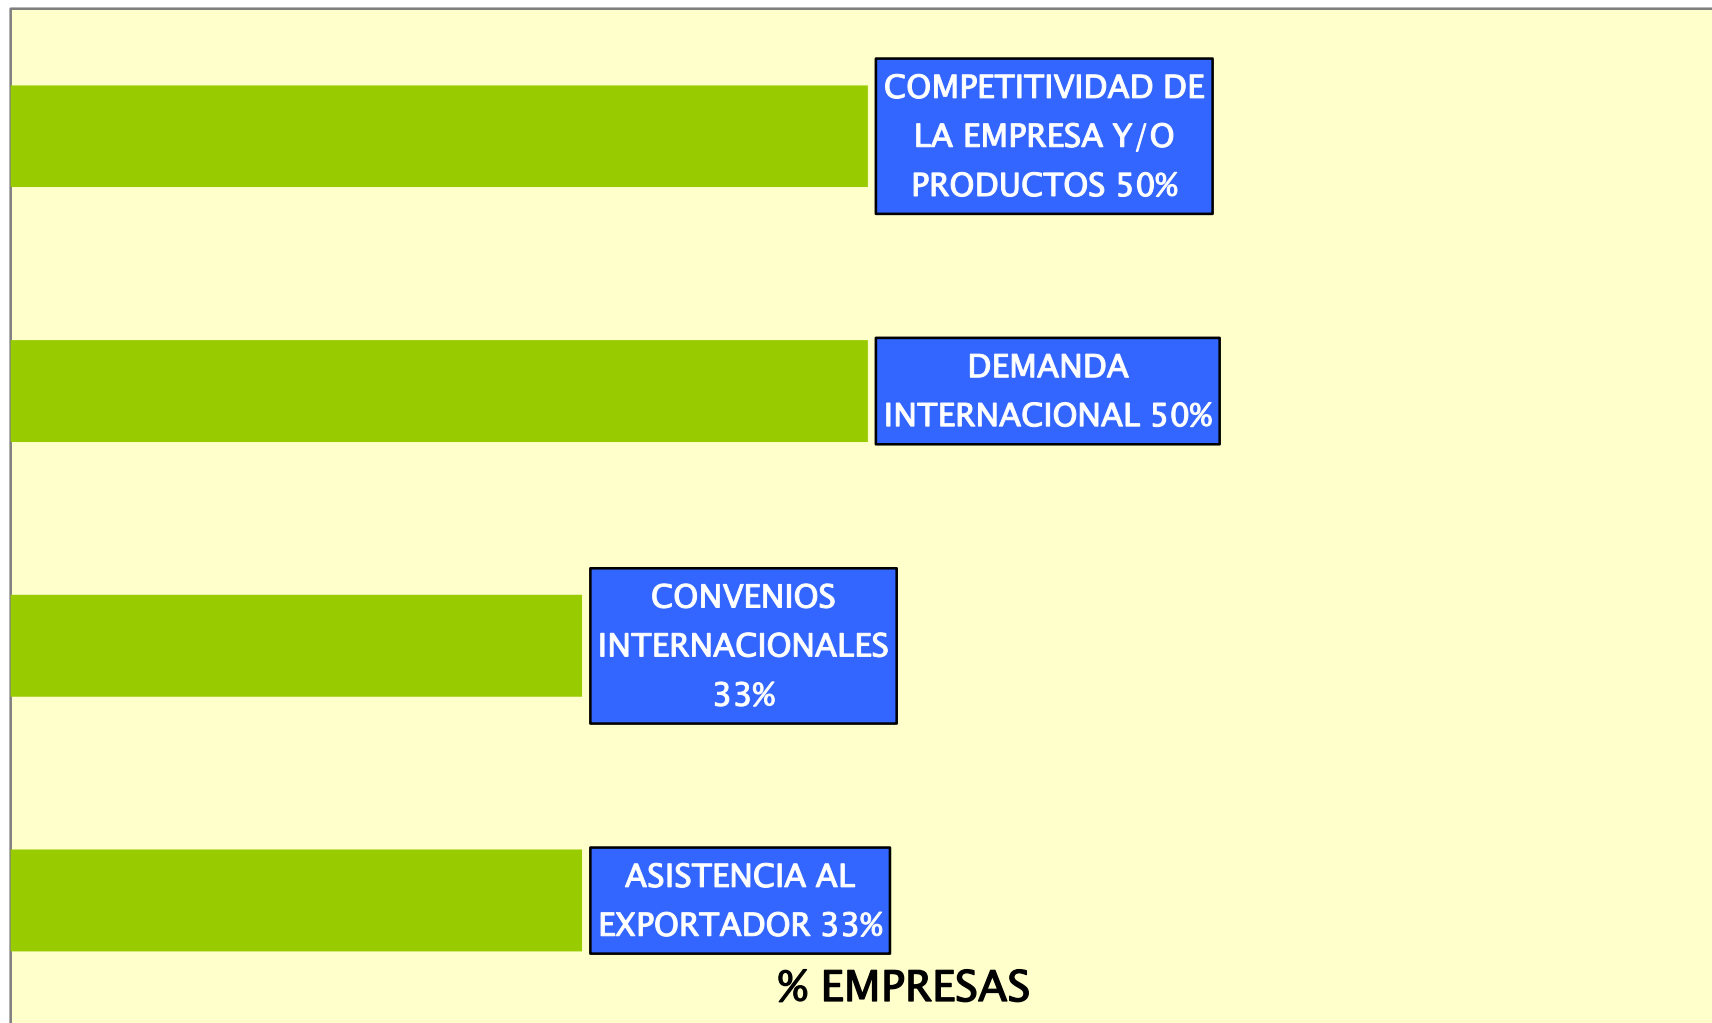 COMPETITIVIDAD DE
LA EMPRESA Y/O
PRODUCTOS 50%
DEMANDA
INTERNACIONAL 50%
CONVENIOS
INTERNACIONALES
33%
ASISTENCIA AL
EXPORTADOR 33%
% EMPRESAS